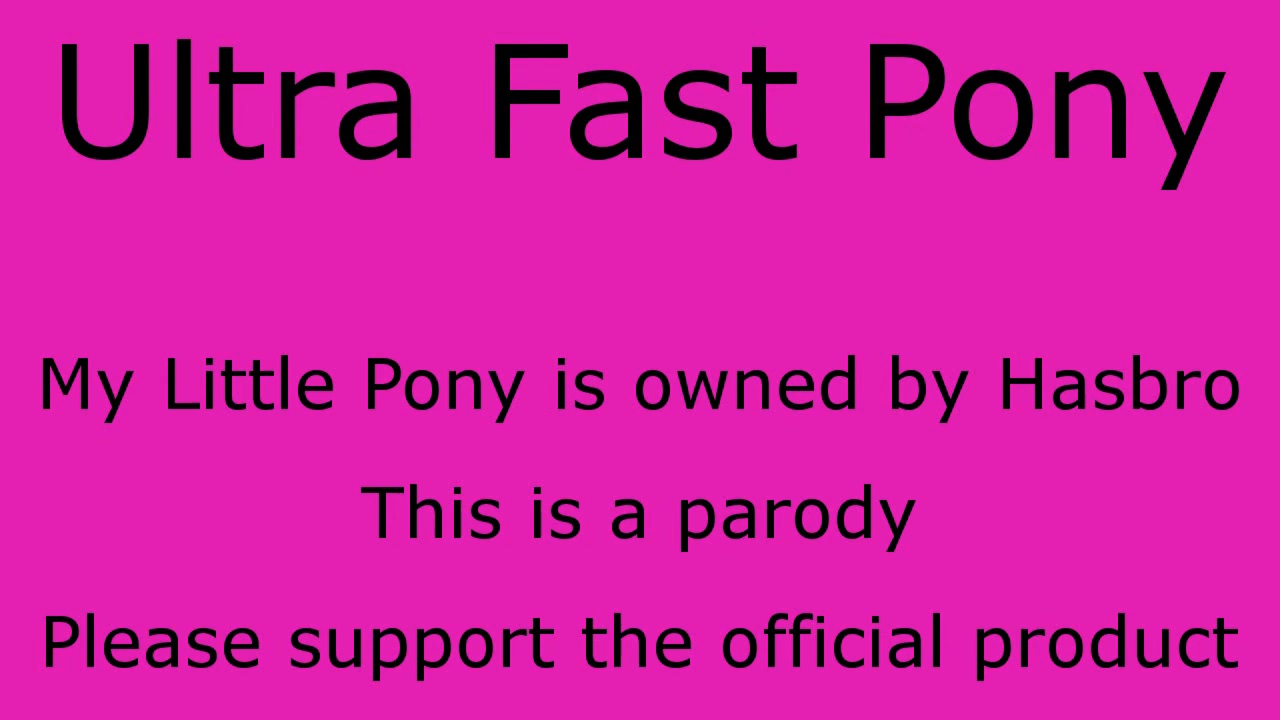 Ultra Fast Pony
My Little Pony is owned by Hasbro
This is a parody
Please support the official product